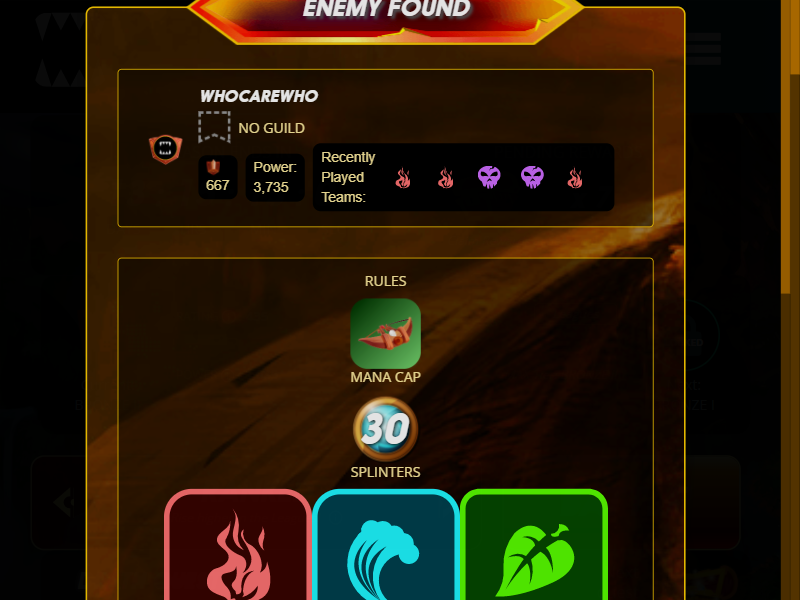 ENEMY FOUND
WHOCAREWHO
NO GUILD
667
Power:
3,735
Recently
Played
Teams:
RULES
MANA CAP
30
SPLINTERS